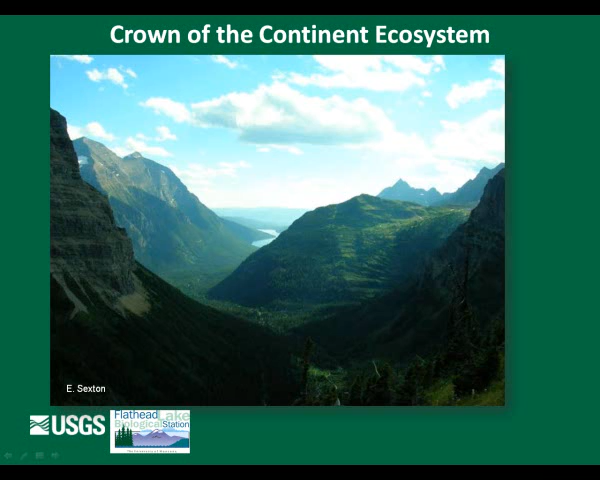 Crown of the Continent Ecosystem
E. Sexton
USGS
Flathead Lake
Biological Station